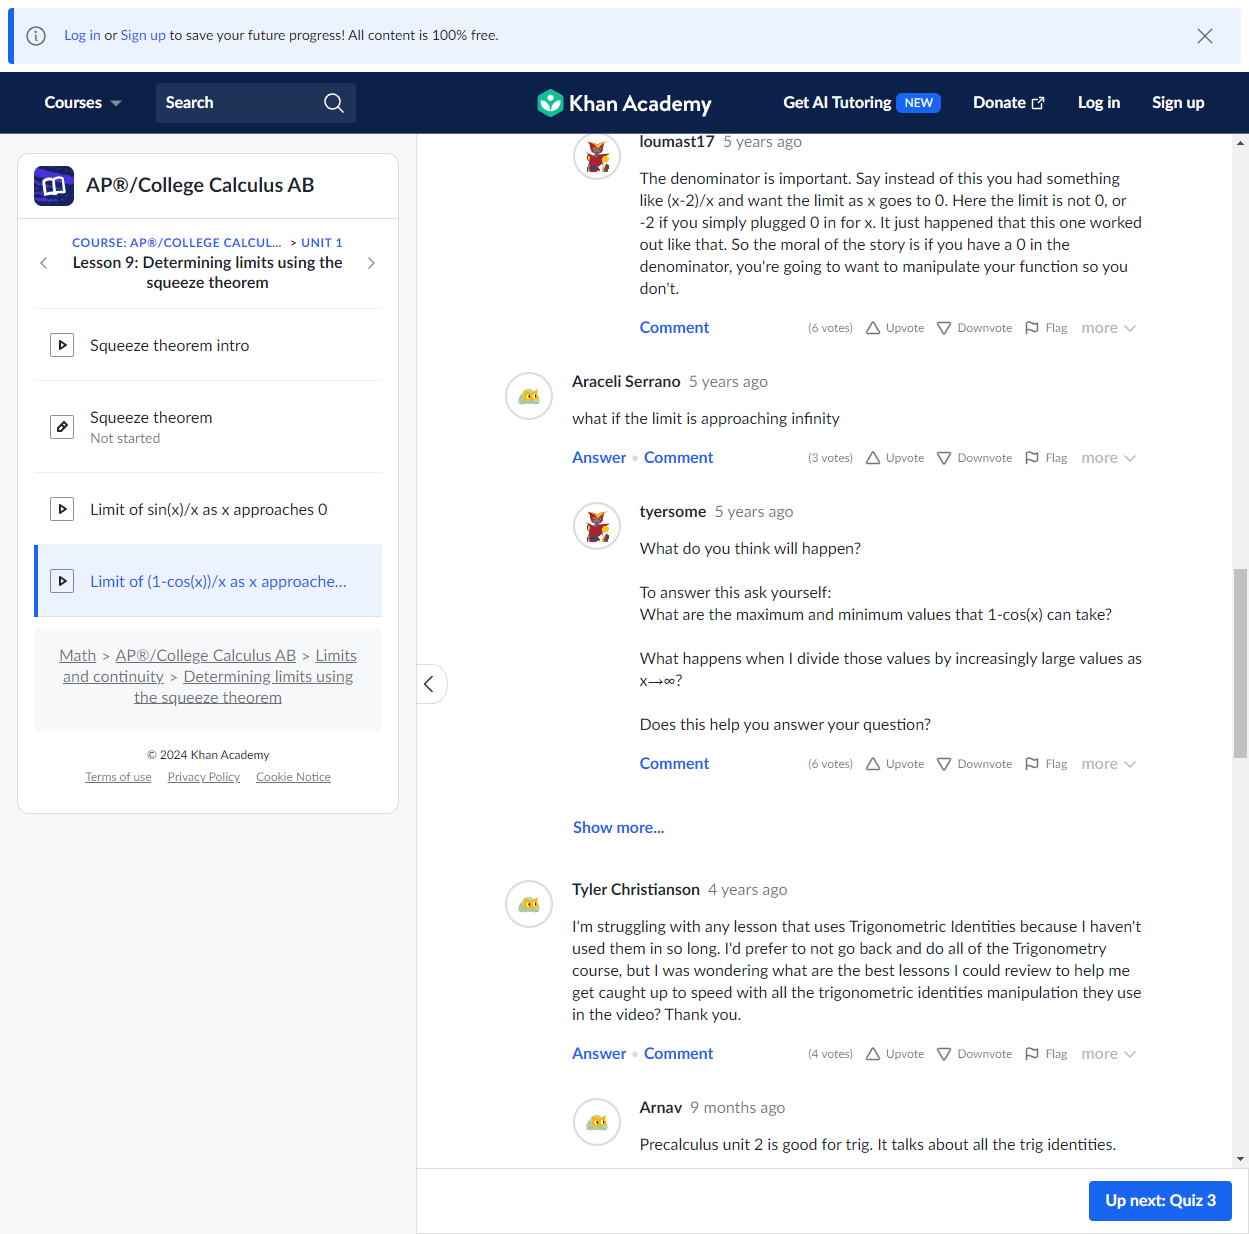 Log in or Sign up to save your future progress! All content is 100% free.
Courses
Search
Khan Academy
Get AI Tutoring NEW
Donate
Log in
Sign up
AP®/College Calculus AB
COURSE: AP®/COLLEGE CALCUL... > UNIT 1
Lesson 9: Determining limits using the
squeeze theorem
Squeeze theorem intro
Squeeze theorem
Not started
Limit of sin(x)/x as x approaches 0
Limit of (1-cos(x))/x as x approache...
Math > AP®/College Calculus AB > Limits
and continuity > Determining limits using
the squeeze theorem
© 2024 Khan Academy
Terms of use Privacy Policy Cookie Notice
loumast17 5 years ago
The denominator is important. Say instead of this you had something
like (x-2)/x and want the limit as x goes to 0. Here the limit is not 0, or
-2 if you simply plugged 0 in for x. It just happened that this one worked
out like that. So the moral of the story is if you have a 0 in the
denominator, you're going to want to manipulate your function so you
don't.
Comment (6 votes) Upvote Downvote Flag more
Araceli Serrano 5 years ago
what if the limit is approaching infinity
Answer • Comment (3 votes) Upvote Downvote Flag more
tyersome 5 years ago
What do you think will happen?
To answer this ask yourself:
What are the maximum and minimum values that 1-cos(x) can take?
What happens when I divide those values by increasingly large values as
x→∞?
Does this help you answer your question?
Comment (6 votes) Upvote Downvote Flag more
Show more...
Tyler Christianson 4 years ago
I'm struggling with any lesson that uses Trigonometric Identities because I haven't
used them in so long. I'd prefer to not go back and do all of the Trigonometry
course, but I was wondering what are the best lessons I could review to help me
get caught up to speed with all the trigonometric identities manipulation they use
in the video? Thank you.
Answer • Comment (4 votes) Upvote Downvote Flag more
Arnav 9 months ago
Precalculus unit 2 is good for trig. It talks about all the trig identities.
Up next: Quiz 3